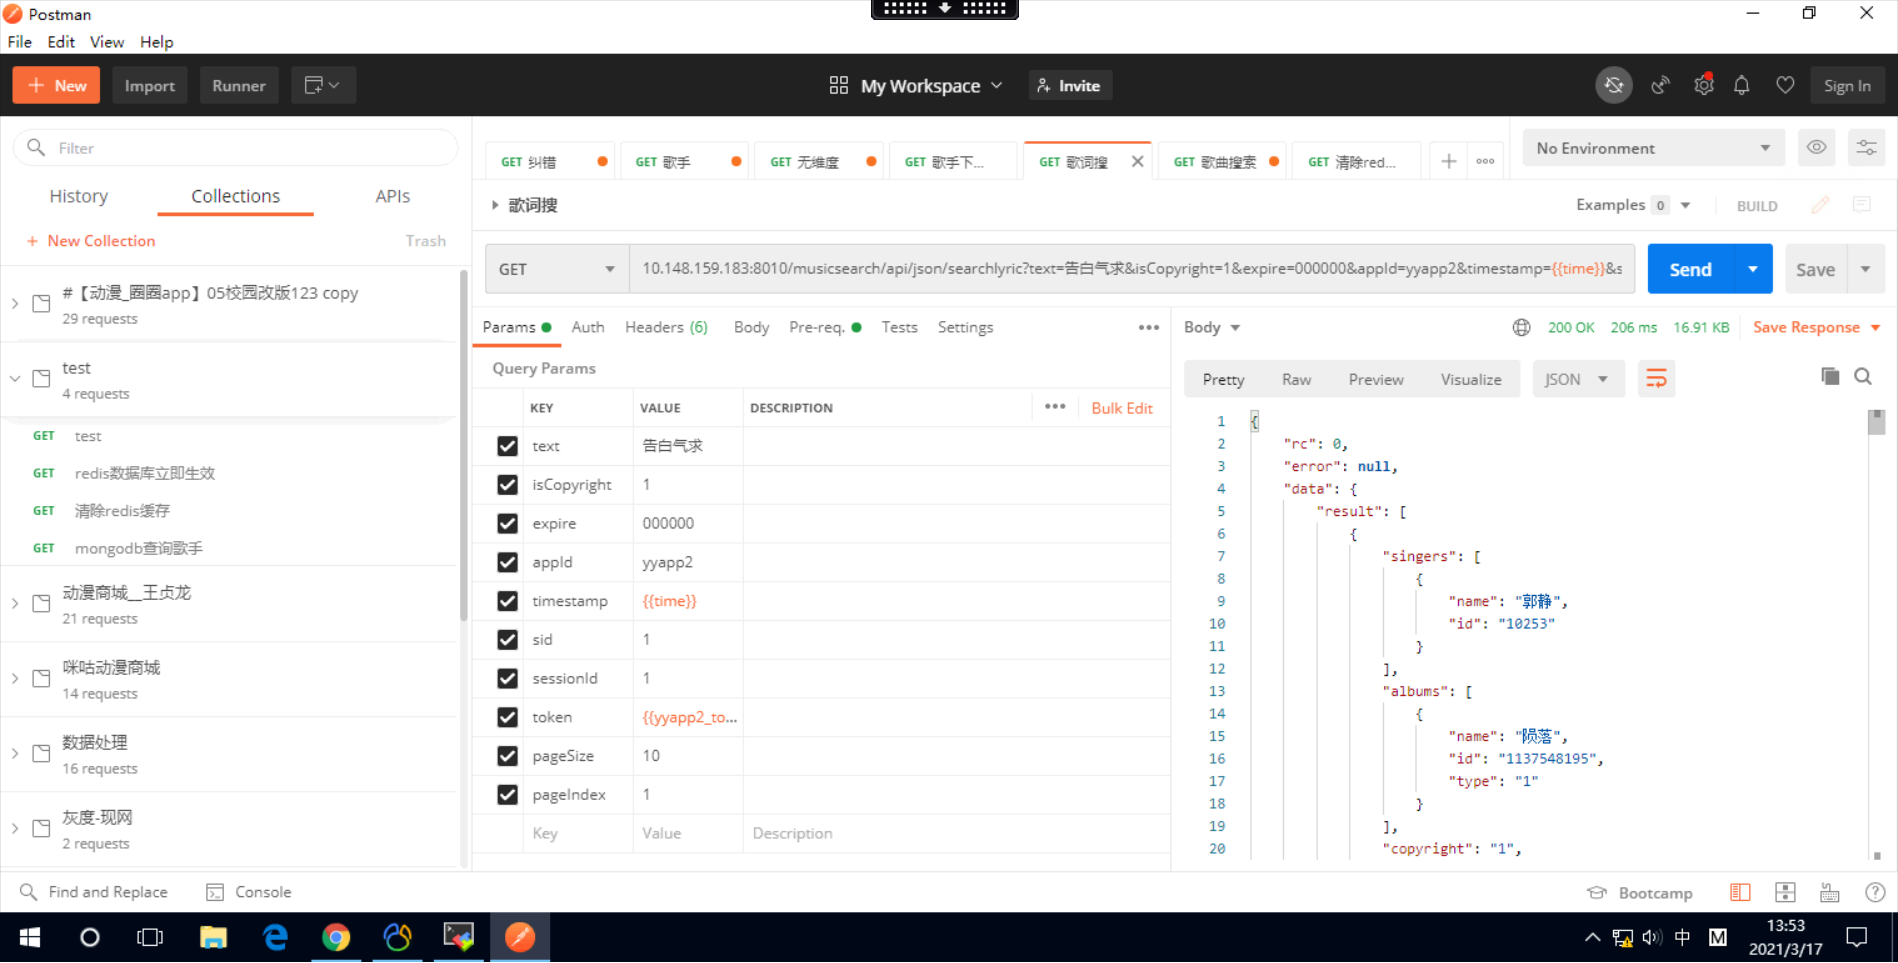 Postman
File Edit View Help
New Import Runner My Workspace Invite Sign In
Filter
History Collections APIs
+ New Collection Trash
#【动漫_圈圈app】05校园改版123 copy
29 requests
test
4 requests
GET test
GET redis数据库立即生效
GET 清除redis缓存
GET mongodb查询歌手
动漫商城__王贞龙
21 requests
咪咕动漫商城
14 requests
数据处理
16 requests
灰度-现网
2 requests
GET 纠错 GET 歌手 GET 无维度 GET 歌手下... GET 歌词搜 GET 歌曲搜索 GET 清除red...
No Environment
歌词搜
Examples 0 BUILD
GET 10.148.159.183:8010/musicsearch/api/json/searchlyric?text=告白气求&isCopyright=1&expire=000000&appId=yyapp2&timestamp={{time}}&s
Send Save
Params Auth Headers (6) Body Pre-req. Tests Settings
Query Params
KEY VALUE DESCRIPTION Bulk Edit
text 告白气求
isCopyright 1
expire 000000
appId yyapp2
timestamp {{time}}
sid 1
sessionId 1
token {{yyapp2_to...
pageSize 10
pageIndex 1
Key Value Description
Body 200 OK 206 ms 16.91 KB Save Response
Pretty Raw Preview Visualize JSON
1 {
2 "rc": 0,
3 "error": null,
4 "data": {
5 "result": [
6 {
7 "singers": [
8 {
9 "name": "郭静",
10 "id": "10253"
11 }
12 ],
13 "albums": [
14 {
15 "name": "陨落",
16 "id": "1137548195",
17 "type": "1"
18 }
19 ],
20 "copyright": "1",
Find and Replace Console Bootcamp
中 M
13:53
2021/3/17